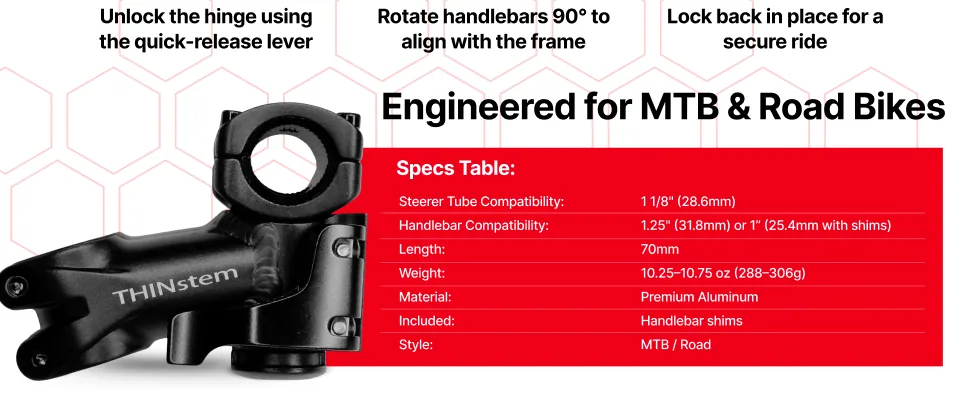 Unlock the hinge using
the quick-release lever
Rotate handlebars 90° to
align with the frame
Lock back in place for a
secure ride
Engineered for MTB & Road Bikes
Specs Table:
Steerer Tube Compatibility: 1 1/8" (28.6mm)
Handlebar Compatibility: 1.25" (31.8mm) or 1" (25.4mm with shims)
Length: 70mm
Weight: 10.25–10.75 oz (288–306g)
Material: Premium Aluminum
Included: Handlebar shims
Style: MTB / Road
THINstem